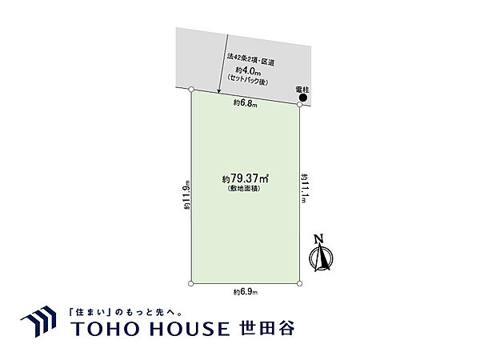 法42条2項・区道
約4.0m
(セットバック後)
電柱
約6.8m
約11.9m
約79.37㎡
(敷地面積)
約11.1m
N
約6.9m
「住まい」のもっと先へ。
TOHO HOUSE 世田谷